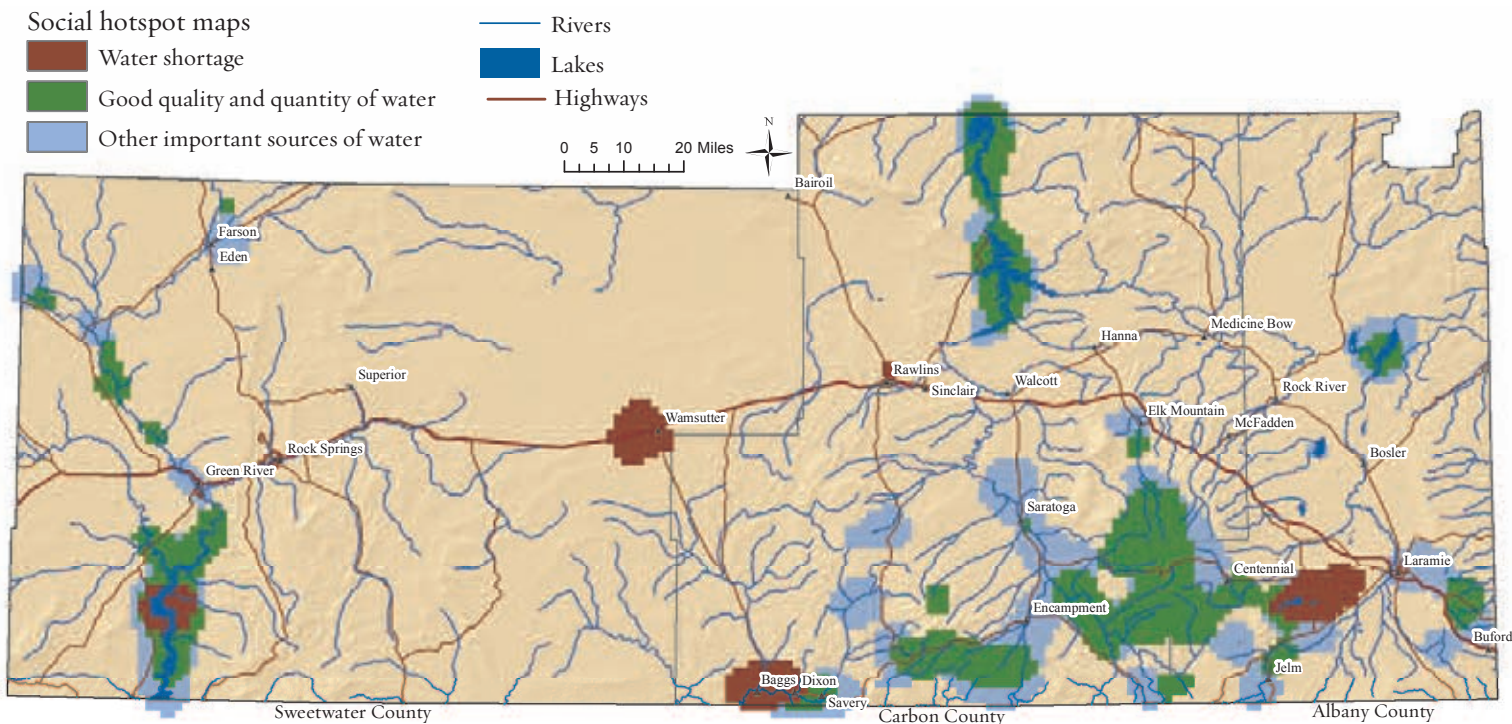 Social hotspot maps
Water shortage
Good quality and quantity of water
Other important sources of water
Rivers
Lakes
Highways
0 5 10 20 Miles
N
Bairoil
Farson
Eden
Superior
Rock Springs
Green River
Wamsutter
Rawlins
Sinclair
Walcott
Hanna
Medicine Bow
Rock River
Elk Mountain
McFadden
Bosler
Saratoga
Laramie
Centennial
Encampment
Buford
Jelm
Baggs
Dixon
Savery
Sweetwater County
Carbon County
Albany County